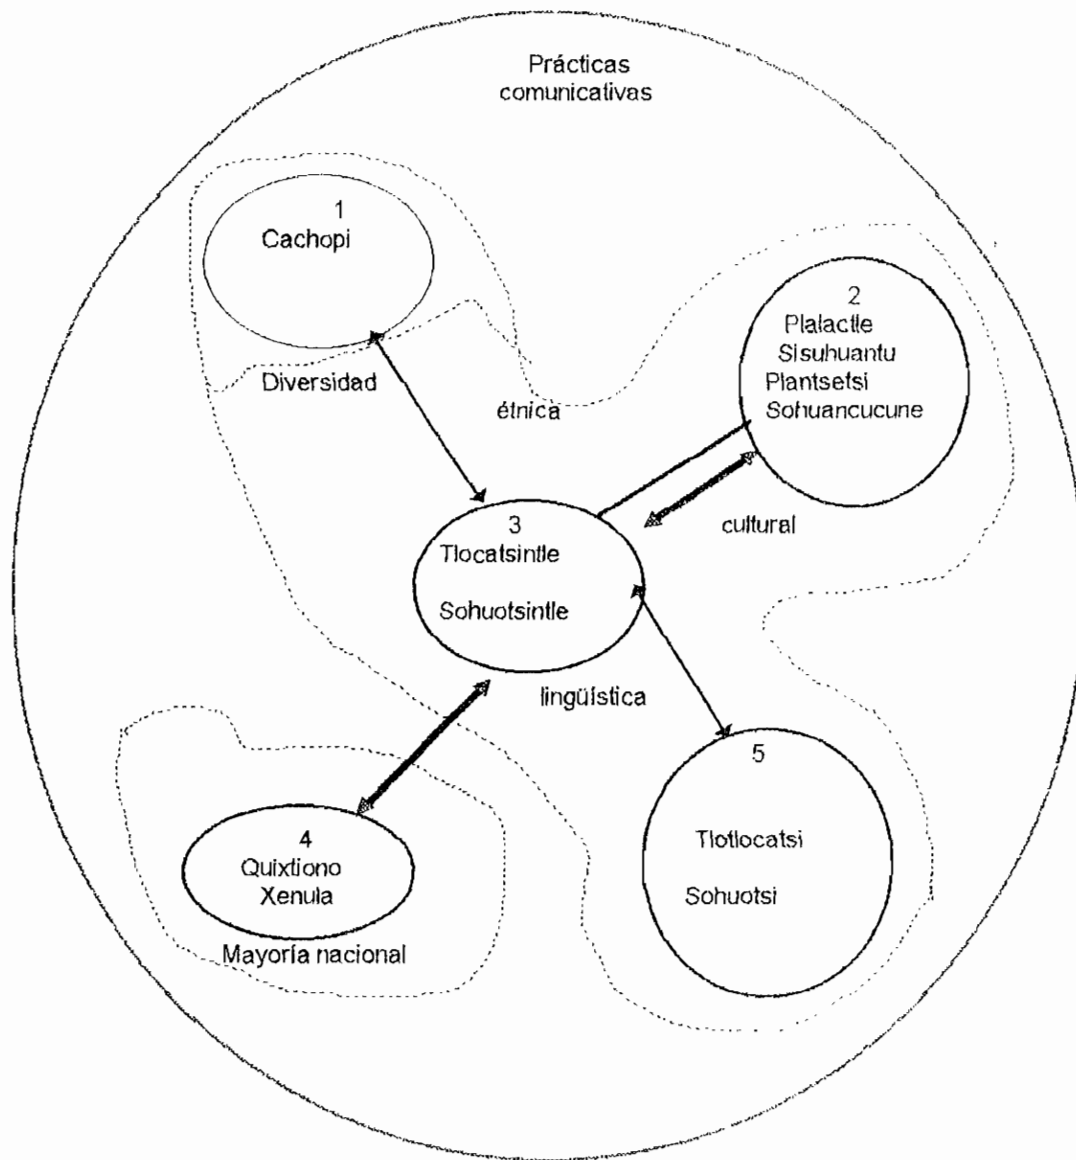 Prácticas
comunicativas
1
Cachopi
2
Plalactle
Sisuhuantu
Plantsetsi
Sohuancucune
Diversidad
étnica
cultural
3
Tlocatsintle
Sohuotsintle
lingüística
5
Tlotlocatsi
Sohuotsi
4
Quixtiono
Xenula
Mayoría nacional